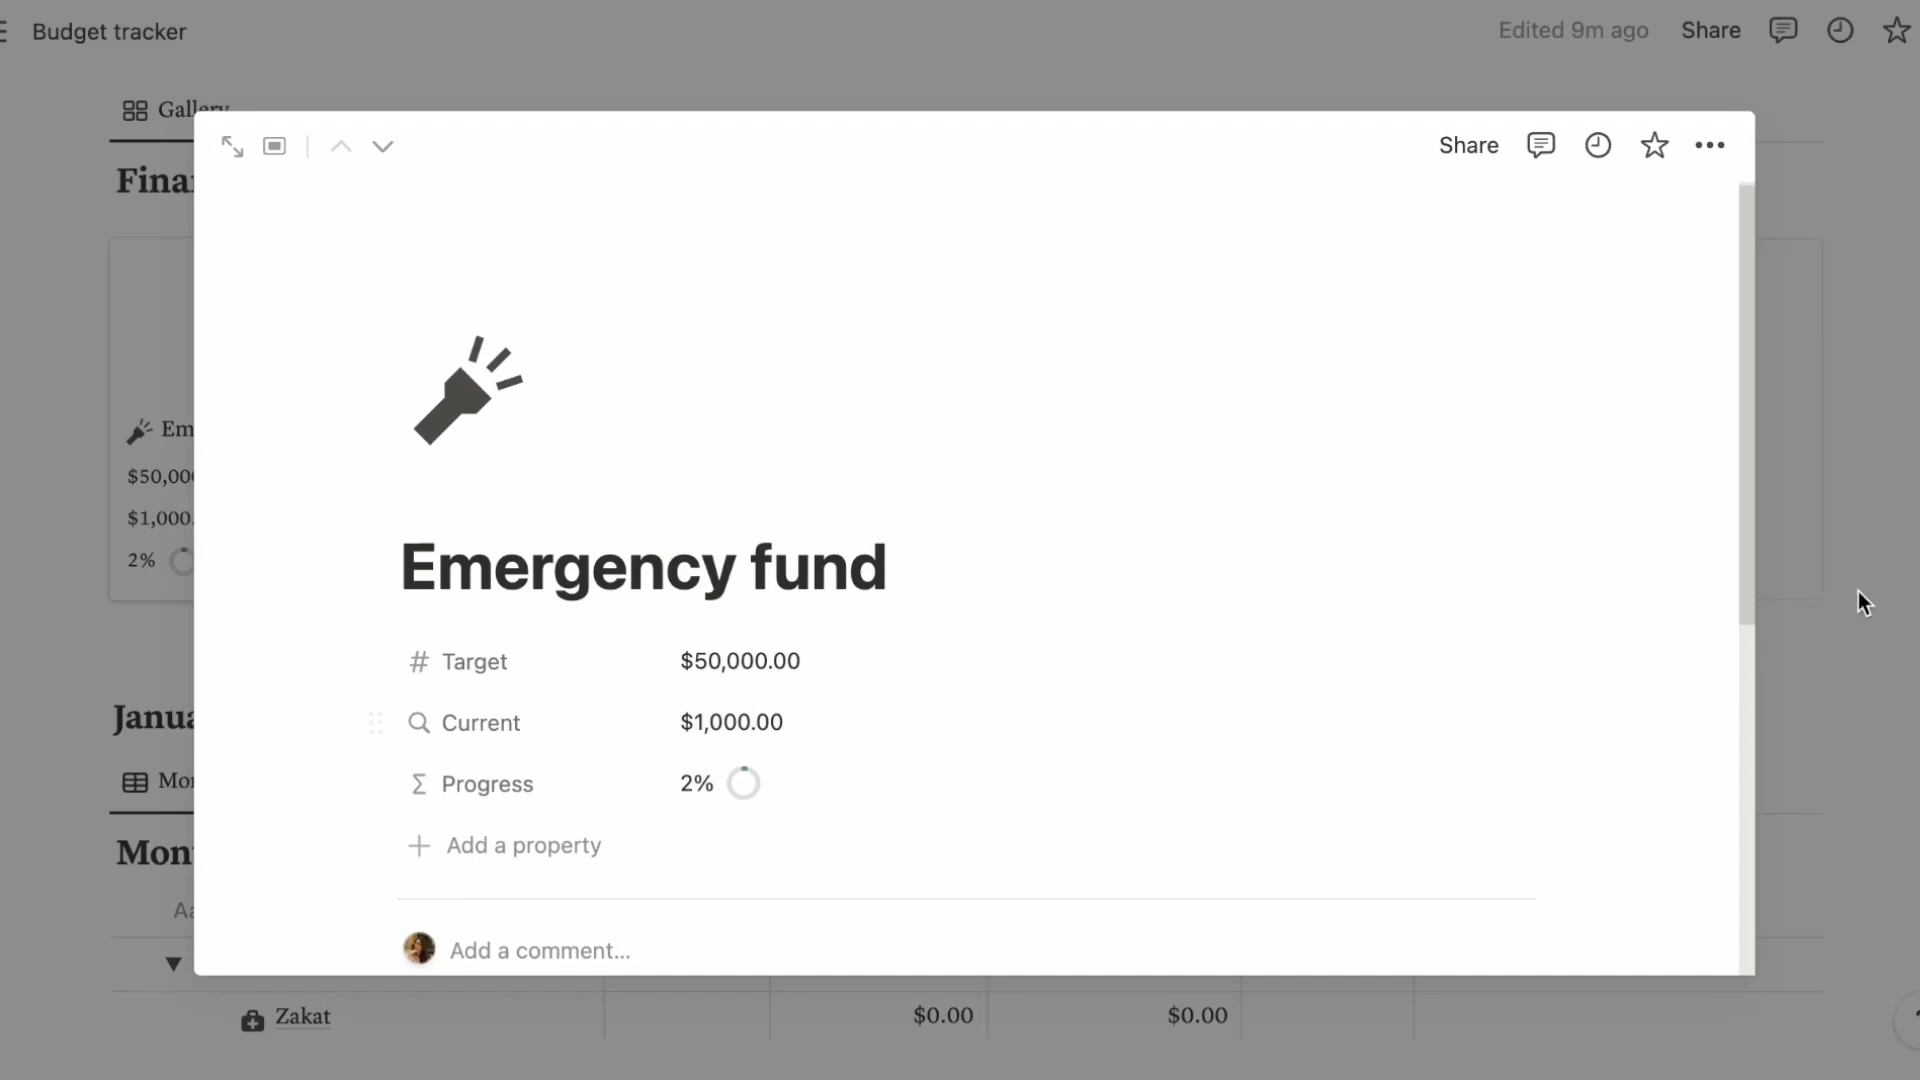 Budget tracker
Edited 9m ago
Share
Gallery
Share
$50,00
$1,000.
2%
Emergency fund
Target
$50,000.00
Current
$1,000.00
Progress
2%
Add a property
Add a comment...
Zakat
$0.00
$0.00